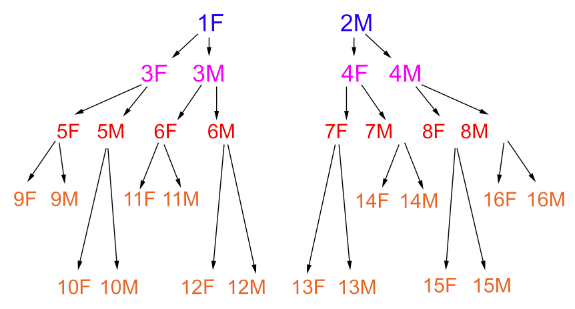 1F 2M
3F 3M 4F 4M
5F 5M 6F 6M 7F 7M 8F 8M
9F 9M 11F 11M 14F 14M 16F 16M
10F 10M 12F 12M 13F 13M 15F 15M